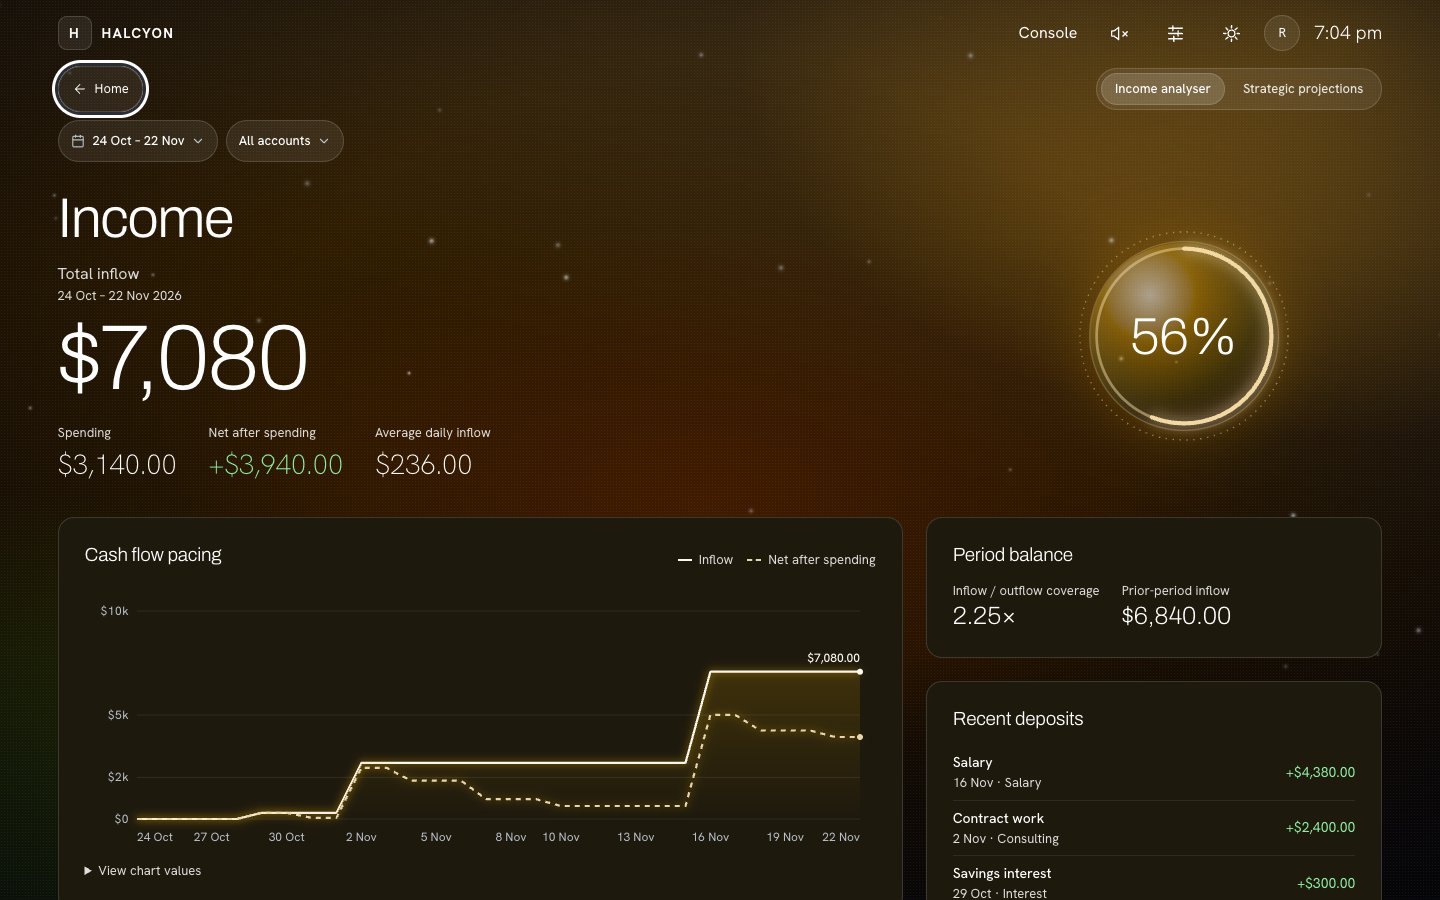 H HALCYON
Console
R
7:04 pm
Home
Income analyser
Strategic projections
24 Oct – 22 Nov
All accounts
Income
Total inflow
24 Oct – 22 Nov 2026
$7,080
56%
Spending
$3,140.00
Net after spending
+$3,940.00
Average daily inflow
$236.00
Cash flow pacing
Inflow
Net after spending
$10k
$5k
$2k
$0
$7,080.00
24 Oct
27 Oct
30 Oct
2 Nov
5 Nov
8 Nov
10 Nov
13 Nov
16 Nov
19 Nov
22 Nov
View chart values
Period balance
Inflow / outflow coverage
2.25×
Prior-period inflow
$6,840.00
Recent deposits
Salary
16 Nov · Salary
+$4,380.00
Contract work
2 Nov · Consulting
+$2,400.00
Savings interest
29 Oct · Interest
+$300.00